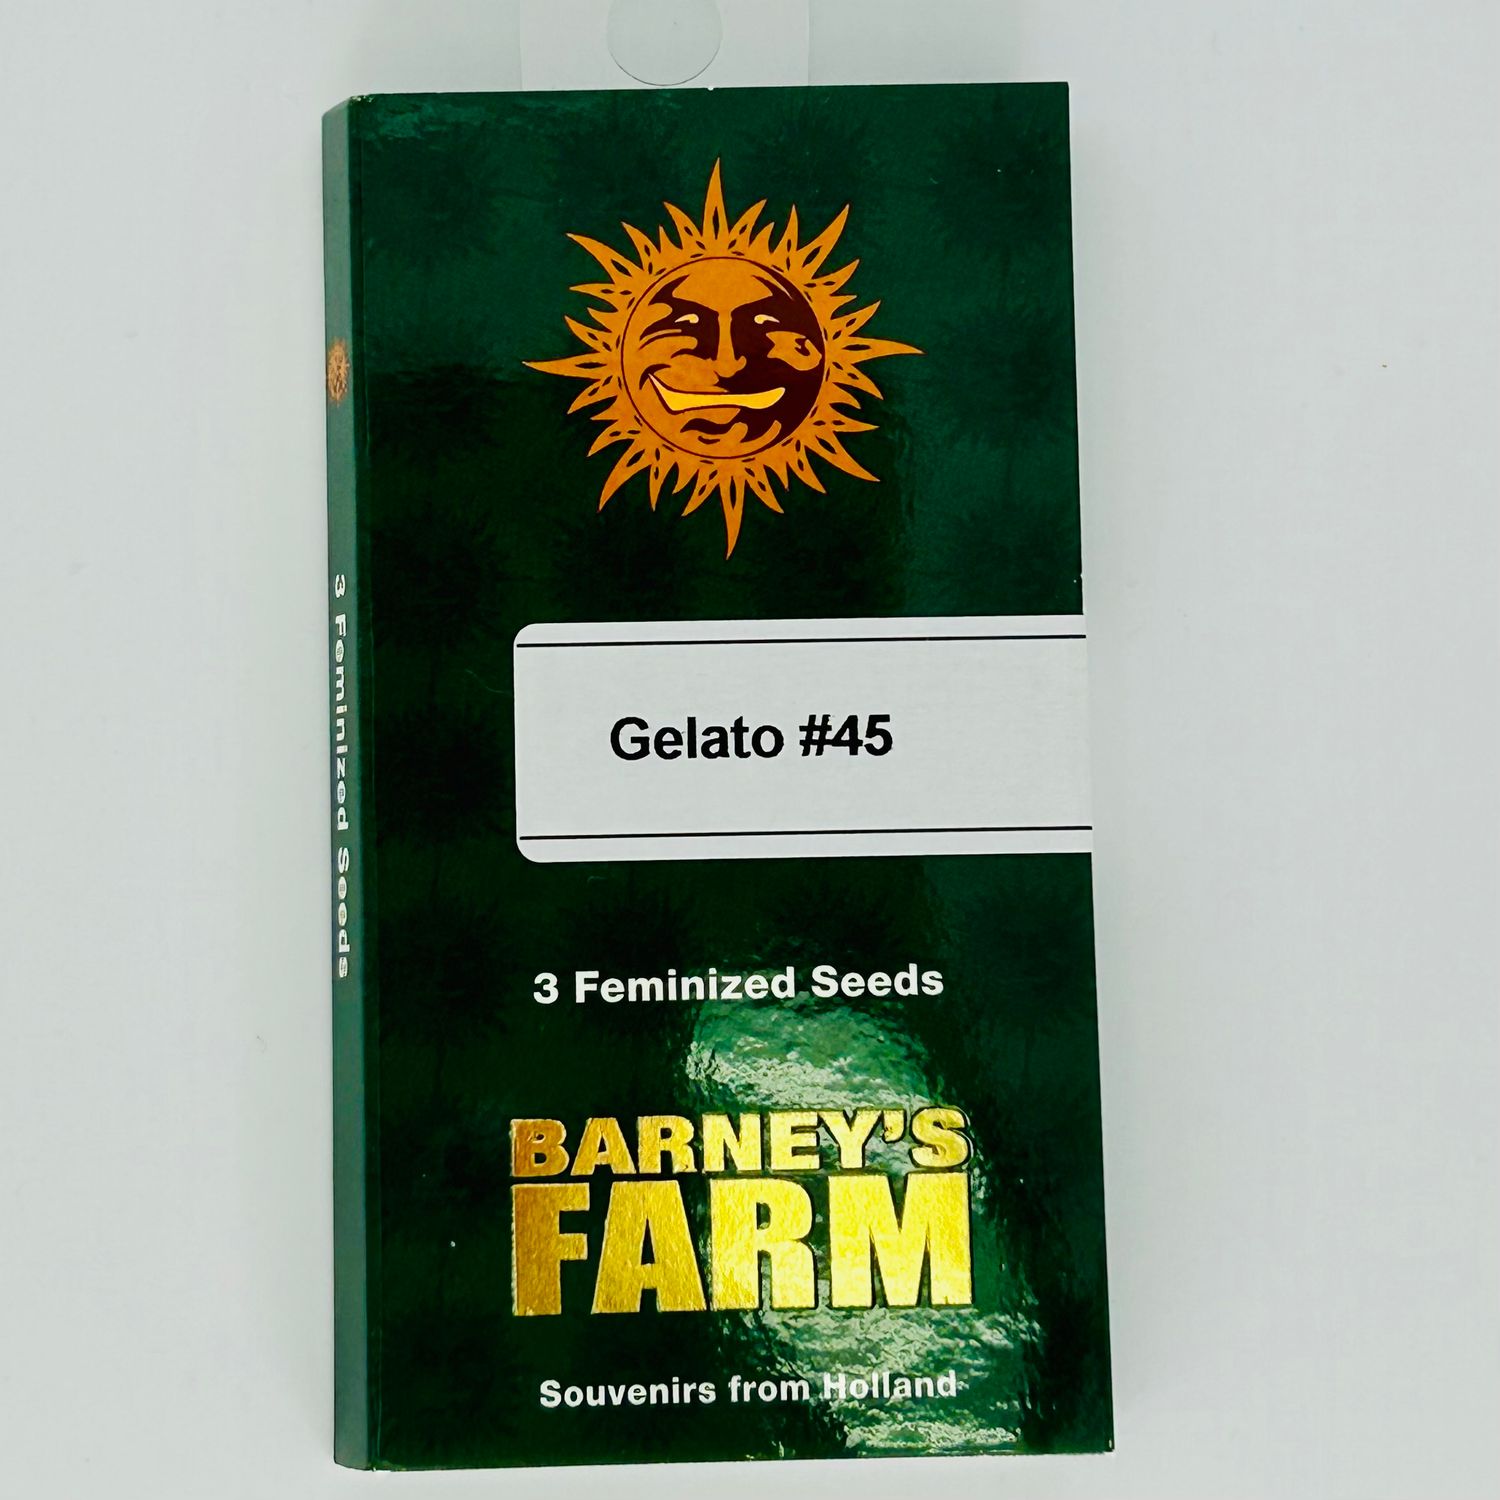 Gelato #45
3 Feminized Seeds
BARNEY'S
FARM
Souvenirs from Holland
3 Feminized Seeds